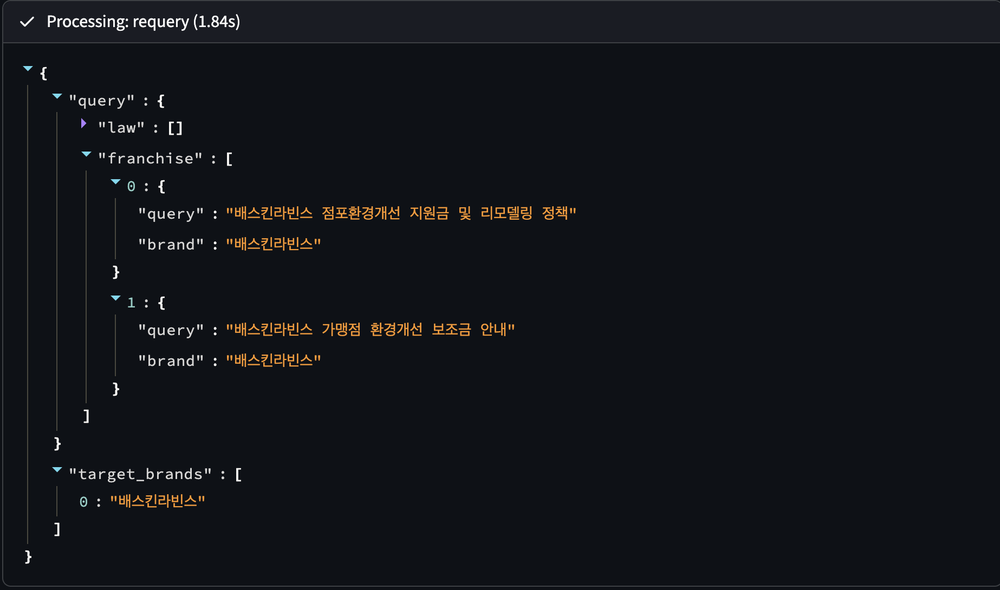 Processing: requery (1.84s)
{
"query" : {
"law" : []
"franchise" : [
0 : {
"query" : "배스킨라빈스 점포환경개선 지원금 및 리모델링 정책"
"brand" : "배스킨라빈스"
}
1 : {
"query" : "배스킨라빈스 가맹점 환경개선 보조금 안내"
"brand" : "배스킨라빈스"
}
]
}
"target_brands" : [
0 : "배스킨라빈스"
]
}